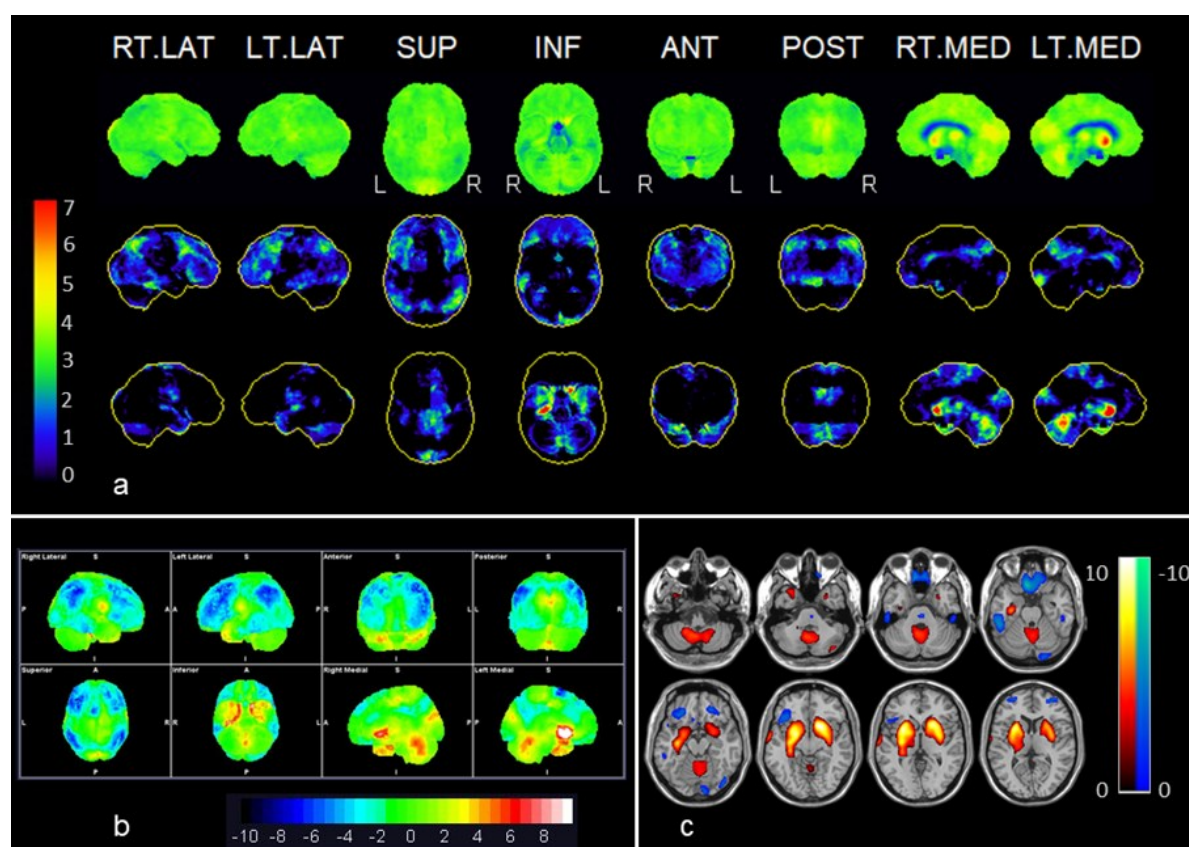 RT.LAT LT.LAT SUP INF ANT POST RT.MED LT.MED
L R R L R L L R
7
6
5
4
3
2
1
0
a
Right Lateral S Left Lateral S Anterior S Posterior S
P A A P R L L R
I I I I
Superior A Inferior A Right Medial S Left Medial S
L R R L A P P A
P P I I
-10 -8 -6 -4 -2 0 2 4 6 8
b
10 -10
0 0
c